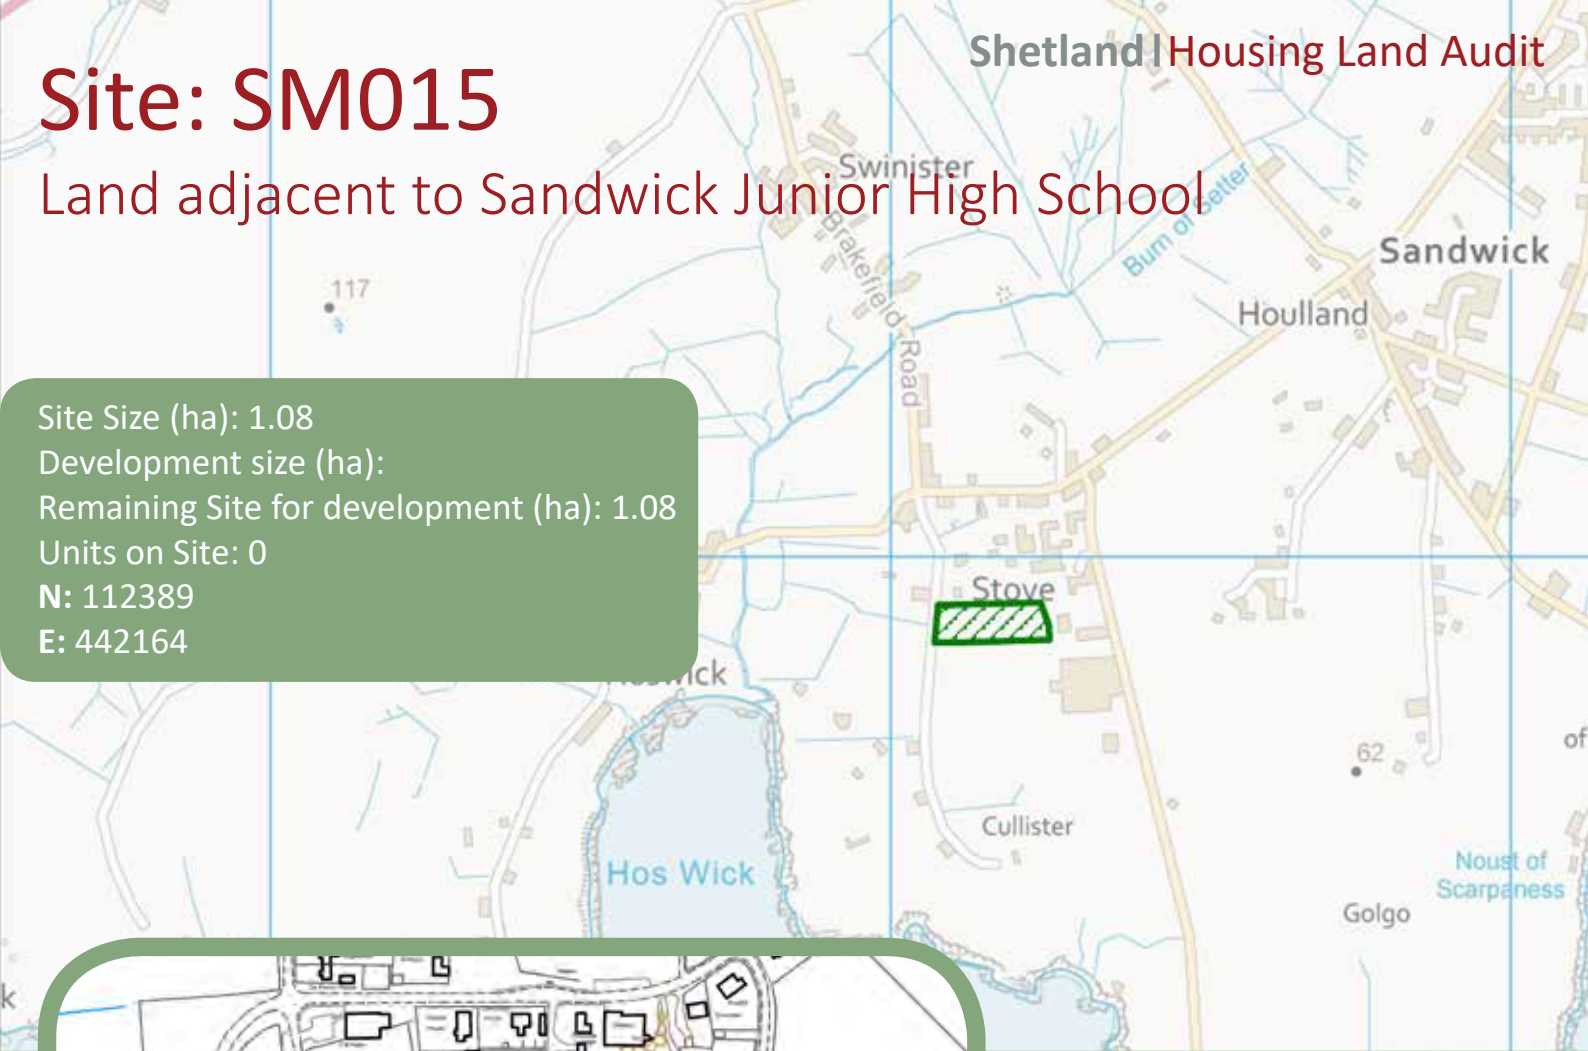 Shetland|Housing Land Audit
Site: SM015
Land adjacent to Sandwick Junior High School
Swinister
Burn of Setter
Brakefield Road
Sandwick
Houlland
117
Site Size (ha): 1.08
Development size (ha):
Remaining Site for development (ha): 1.08
Units on Site: 0
N: 112389
E: 442164
Stove
62
of
Cullister
Hos Wick
Noust of
Scarpaness
Golgo
k